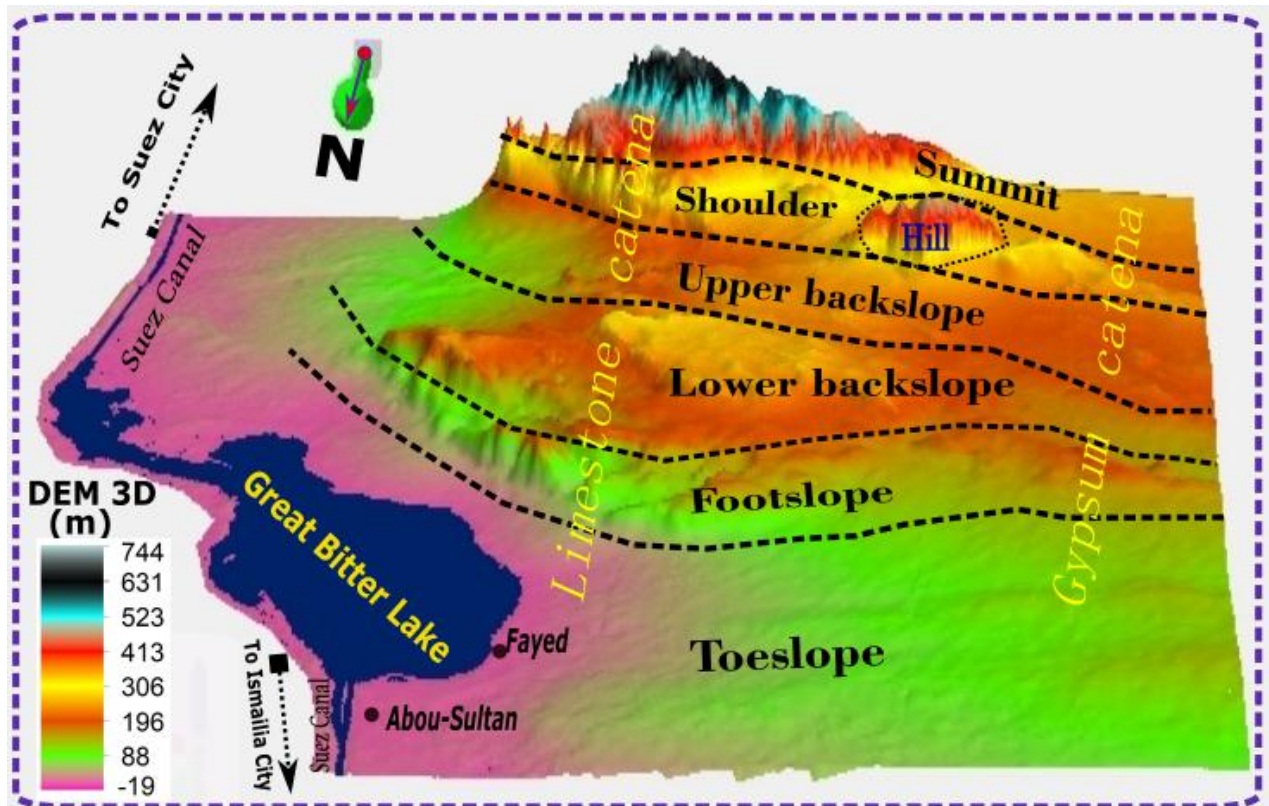 To Suez City
N
Summit
Shoulder
Hill
Limestone catena
Gypsum catena
Upper backslope
Suez Canal
Lower backslope
DEM 3D
(m)
744
631
523
413
306
196
88
-19
Great Bitter Lake
Footslope
Fayed
Toeslope
To Ismailia City
Suez Canal
Abou-Sultan